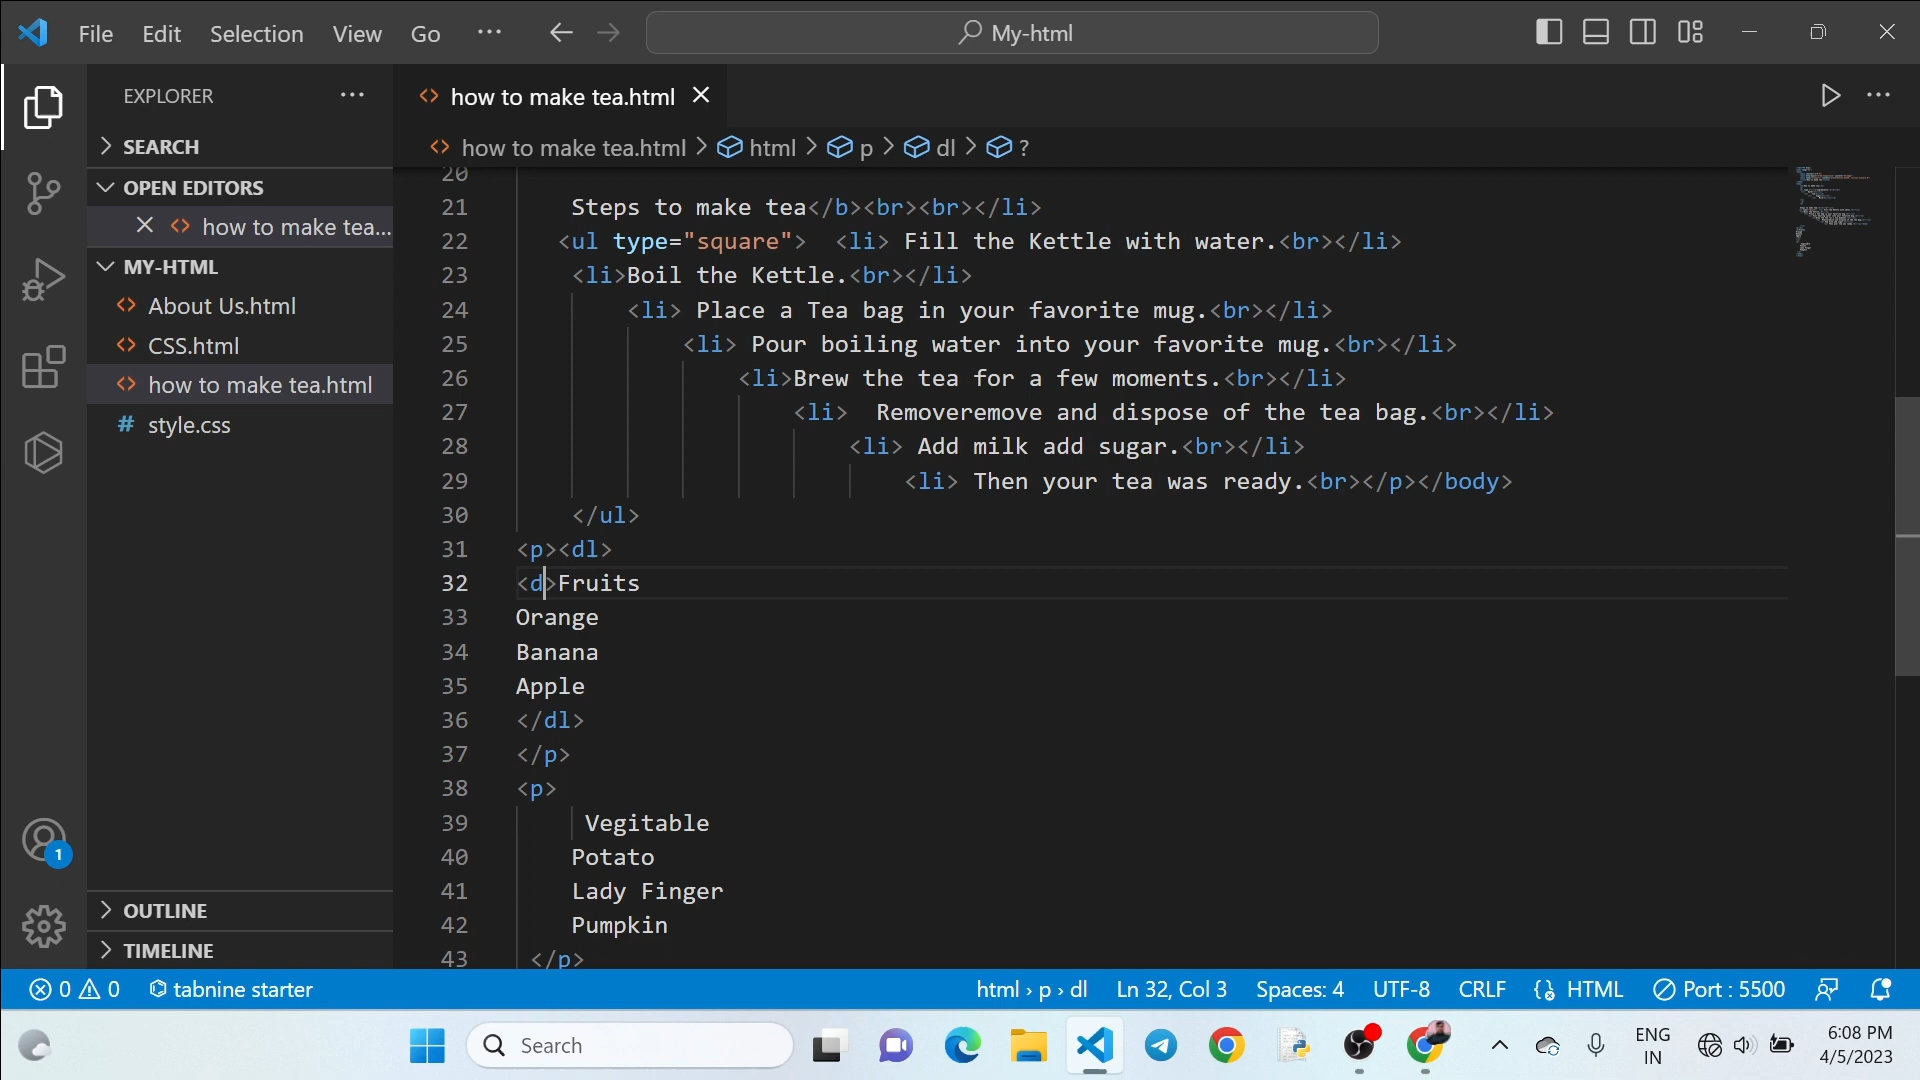 File Edit Selection View Go ···
My-html
EXPLORER ···
SEARCH
OPEN EDITORS
how to make tea...
MY-HTML
About Us.html
CSS.html
how to make tea.html
style.css
OUTLINE
TIMELINE
how to make tea.html
how to make tea.html > html > p > dl > ?
20
21 Steps to make tea</b><br><br></li>
22 <ul type="square">  <li> Fill the Kettle with water.<br></li>
23 <li>Boil the Kettle.<br></li>
24 <li> Place a Tea bag in your favorite mug.<br></li>
25 <li> Pour boiling water into your favorite mug.<br></li>
26 <li>Brew the tea for a few moments.<br></li>
27 <li>  Removeremove and dispose of the tea bag.<br></li>
28 <li> Add milk add sugar.<br></li>
29 <li> Then your tea was ready.<br></p></body>
30 </ul>
31 <p><dl>
32 <d>Fruits
33 Orange
34 Banana
35 Apple
36 </dl>
37 </p>
38 <p>
39 Vegitable
40 Potato
41 Lady Finger
42 Pumpkin
43 </p>
1
0 0 tabnine starter html › p › dl Ln 32, Col 3 Spaces: 4 UTF-8 CRLF HTML Port : 5500
Search
ENG
IN
6:08 PM
4/5/2023